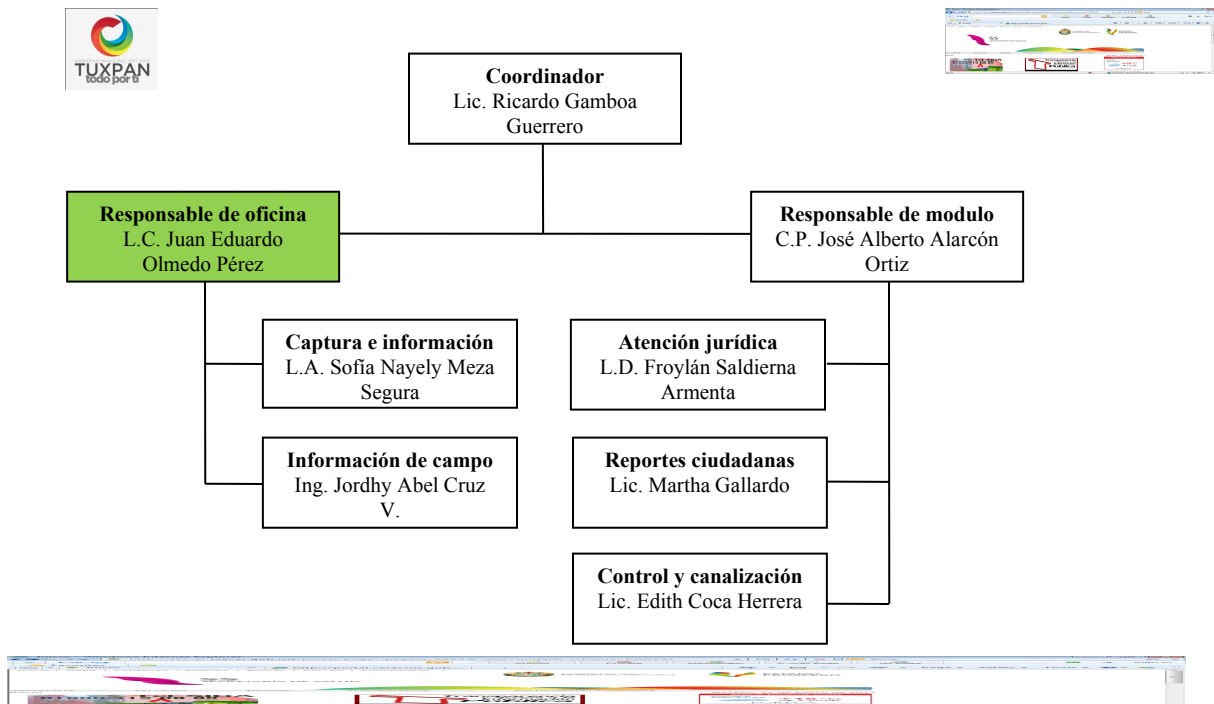 TUXPAN
todo por ti
Coordinador
Lic. Ricardo Gamboa
Guerrero
Responsable de oficina
L.C. Juan Eduardo
Olmedo Pérez
Responsable de modulo
C.P. José Alberto Alarcón
Ortiz
Captura e información
L.A. Sofía Nayely Meza
Segura
Atención jurídica
L.D. Froylán Saldierna
Armenta
Información de campo
Ing. Jordhy Abel Cruz
V.
Reportes ciudadanas
Lic. Martha Gallardo
Control y canalización
Lic. Edith Coca Herrera